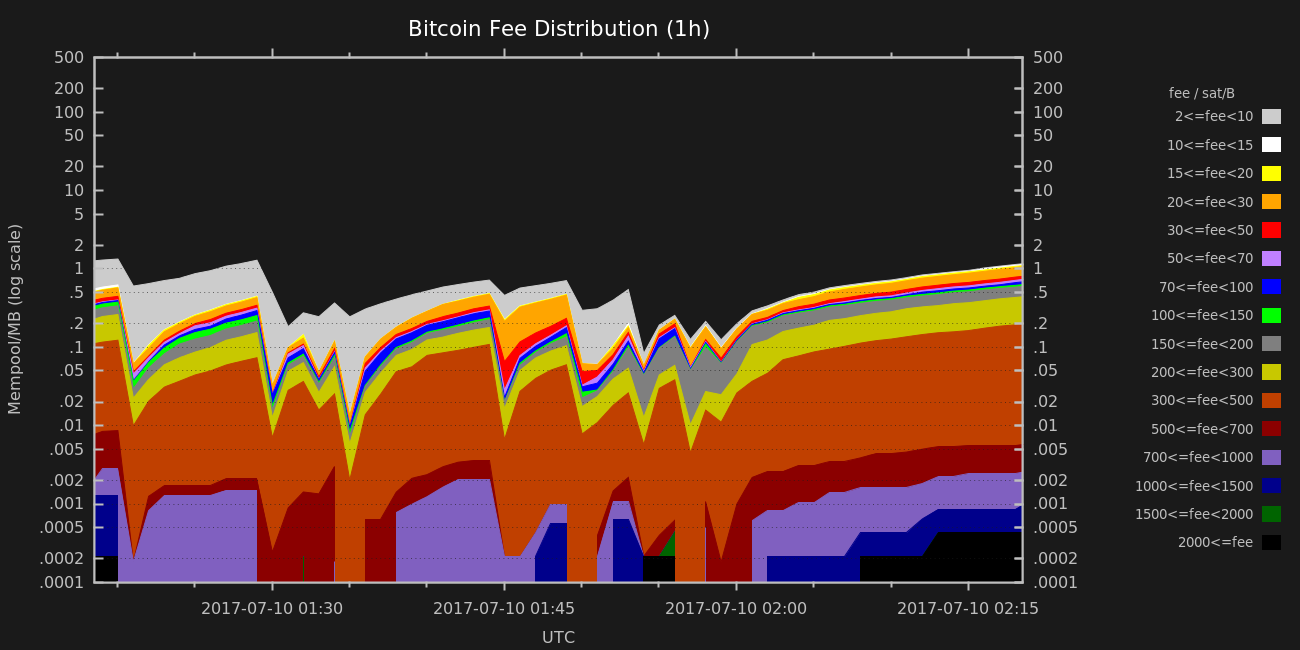 Bitcoin Fee Distribution (1h)
Mempool/MB (log scale)
500
200
100
50
20
10
5
2
1
.5
.2
.1
.05
.02
.01
.005
.002
.001
.0005
.0002
.0001
500
200
100
50
20
10
5
2
1
.5
.2
.1
.05
.02
.01
.005
.002
.001
.0005
.0002
.0001
2017-07-10 01:30
2017-07-10 01:45
2017-07-10 02:00
2017-07-10 02:15
UTC
fee / sat/B
2<=fee<10
10<=fee<15
15<=fee<20
20<=fee<30
30<=fee<50
50<=fee<70
70<=fee<100
100<=fee<150
150<=fee<200
200<=fee<300
300<=fee<500
500<=fee<700
700<=fee<1000
1000<=fee<1500
1500<=fee<2000
2000<=fee